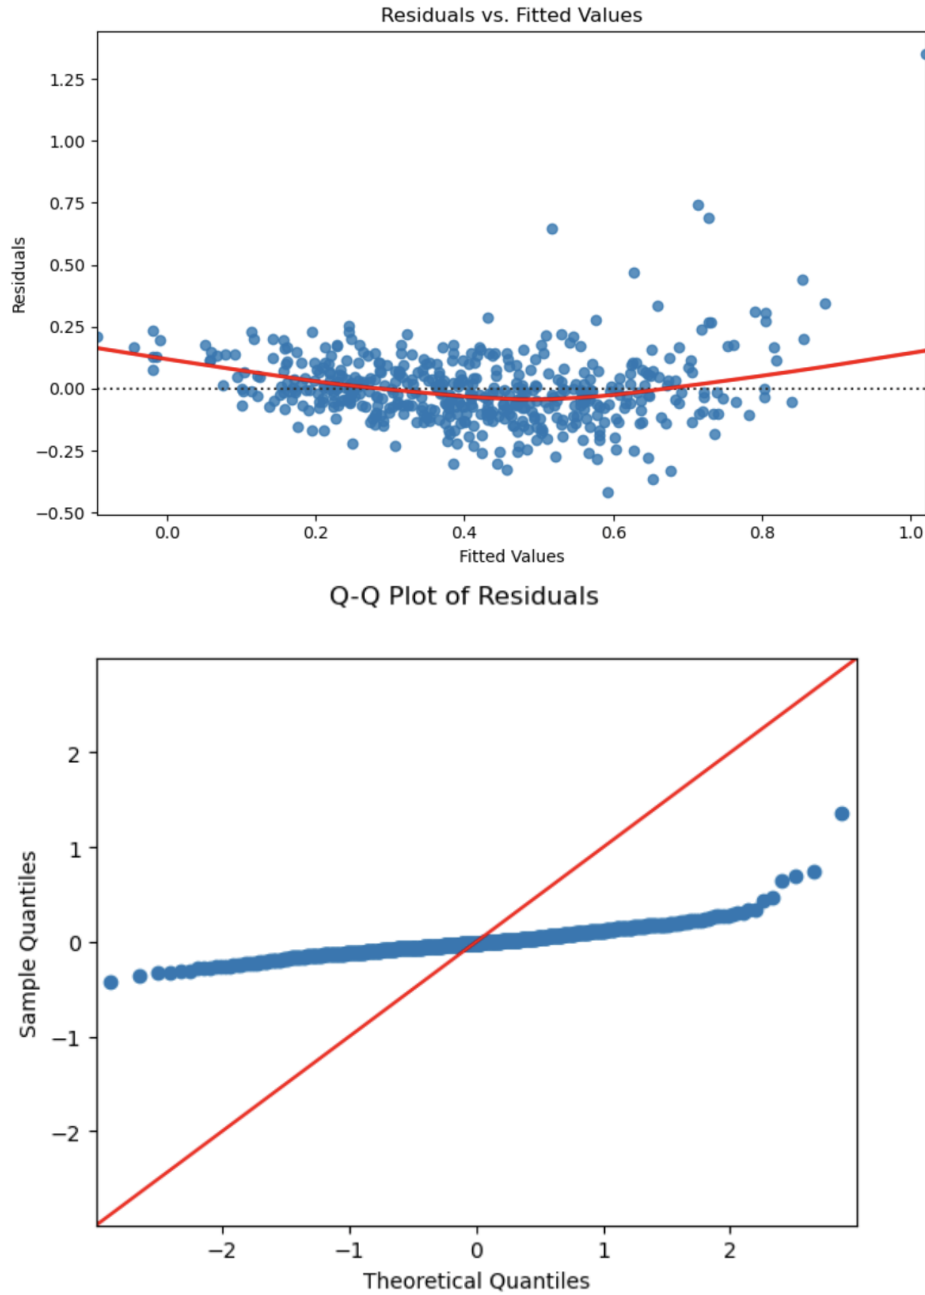 Residuals vs. Fitted Values
1.25
1.00
0.75
0.50
0.25
0.00
−0.25
−0.50
Residuals
0.0 0.2 0.4 0.6 0.8 1.0
Fitted Values
Q-Q Plot of Residuals
2
1
0
−1
−2
Sample Quantiles
−2 −1 0 1 2
Theoretical Quantiles